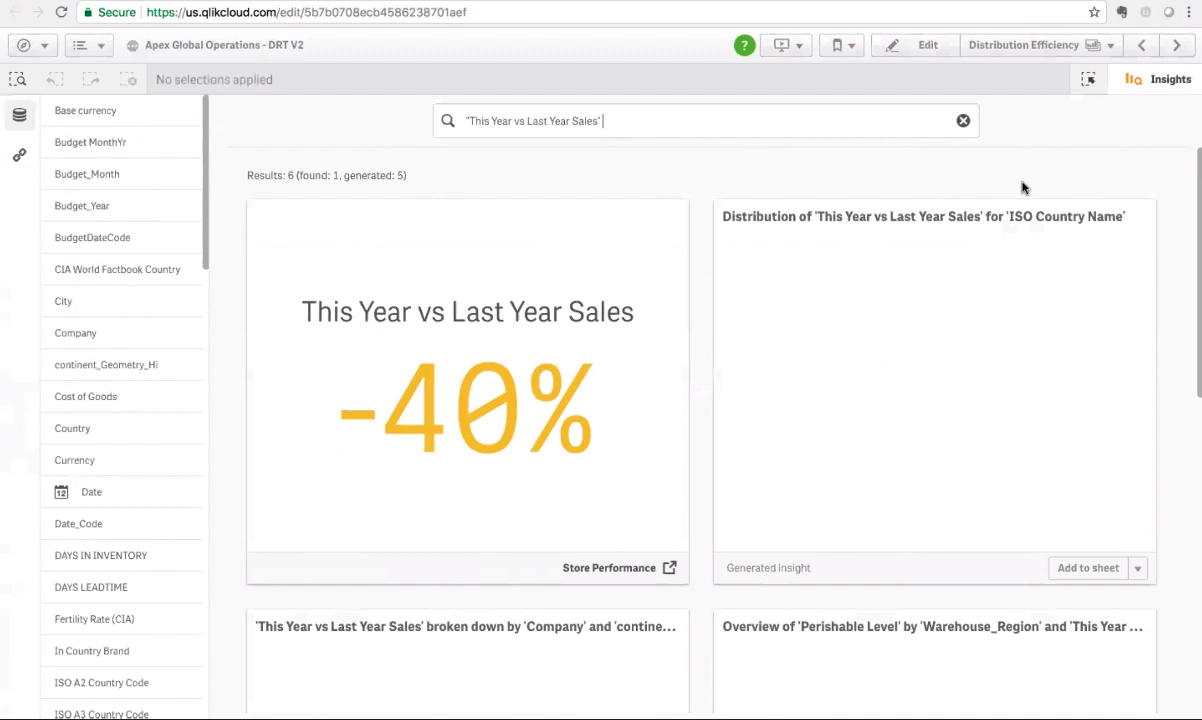 Secure https://us.qlikcloud.com/edit/5b7b0708ecb4586238701aef
Apex Global Operations - DRT V2
?
Edit
Distribution Efficiency
No selections applied
Insights
Base currency
Budget MonthYr
Budget_Month
Budget_Year
BudgetDateCode
CIA World Factbook Country
City
Company
continent_Geometry_Hi
Cost of Goods
Country
Currency
12 Date
Date_Code
DAYS IN INVENTORY
DAYS LEADTIME
Fertility Rate (CIA)
In Country Brand
ISO A2 Country Code
ISO A3 Country Code
"This Year vs Last Year Sales"
Results: 6 (found: 1, generated: 5)
This Year vs Last Year Sales
-40%
Store Performance
Distribution of 'This Year vs Last Year Sales' for 'ISO Country Name'
Generated insight
Add to sheet
'This Year vs Last Year Sales' broken down by 'Company' and 'contine...
Overview of 'Perishable Level' by 'Warehouse_Region' and 'This Year ...